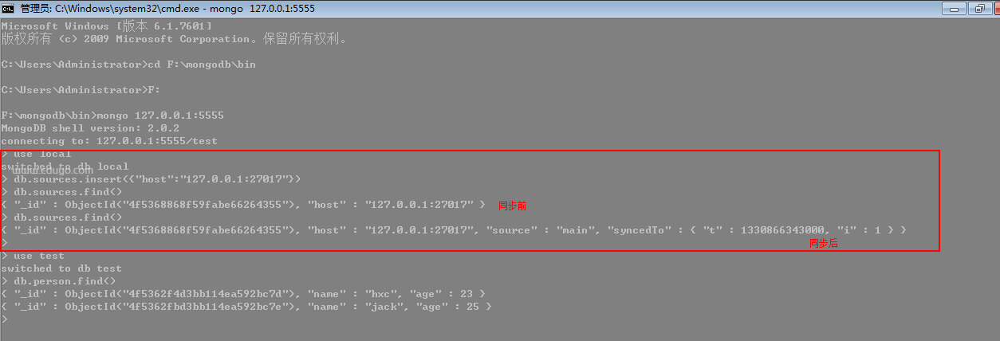 管理员: C:\Windows\system32\cmd.exe - mongo 127.0.0.1:5555
Microsoft Windows [版本 6.1.7601]
版权所有 (c) 2009 Microsoft Corporation。保留所有权利。
C:\Users\Administrator>cd F:\mongodb\bin
C:\Users\Administrator>F:
F:\mongodb\bin>mongo 127.0.0.1:5555
MongoDB shell version: 2.0.2
connecting to: 127.0.0.1:5555/test
> use local
switched to db local
www.cdugo.com
> db.sources.insert({"host":"127.0.0.1:27017"})
> db.sources.find()
{ "_id" : ObjectId("4f5368868f59fabe66264355"), "host" : "127.0.0.1:27017" } 同步前
> db.sources.find()
{ "_id" : ObjectId("4f5368868f59fabe66264355"), "host" : "127.0.0.1:27017", "source" : "main", "syncedTo" : { "t" : 1330866343000, "i" : 1 } }
> 同步后
> use test
switched to db test
> db.person.find()
{ "_id" : ObjectId("4f5362f4d3bb114ea592bc7d"), "name" : "hxc", "age" : 23 }
{ "_id" : ObjectId("4f5362fbd3bb114ea592bc7e"), "name" : "jack", "age" : 25 }
>